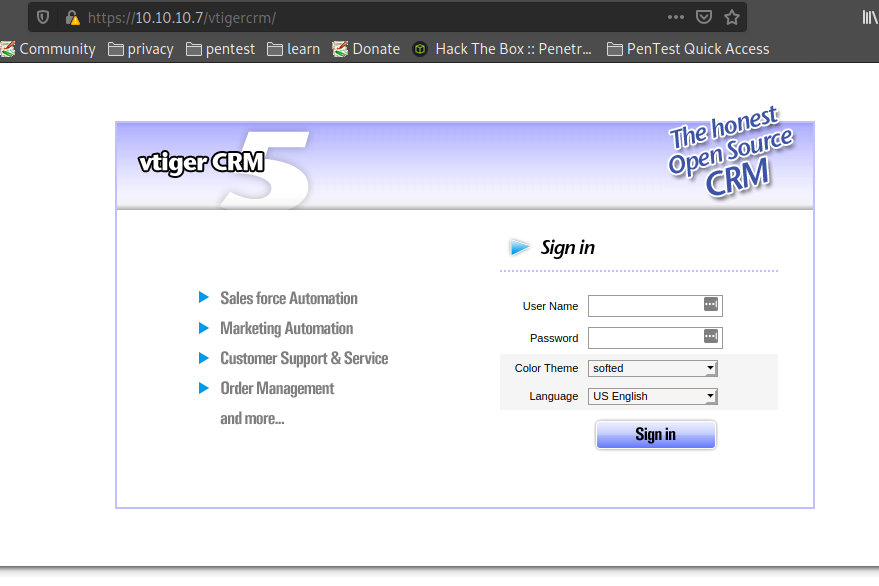 https://10.10.10.7/vtigercrm/
Community privacy pentest learn Donate Hack The Box :: Penetr... PenTest Quick Access
vtiger CRM 5
The honest
Open Source
CRM
Sign in
Sales force Automation
Marketing Automation
Customer Support & Service
Order Management
and more...
User Name
Password
Color Theme softed
Language US English
Sign in